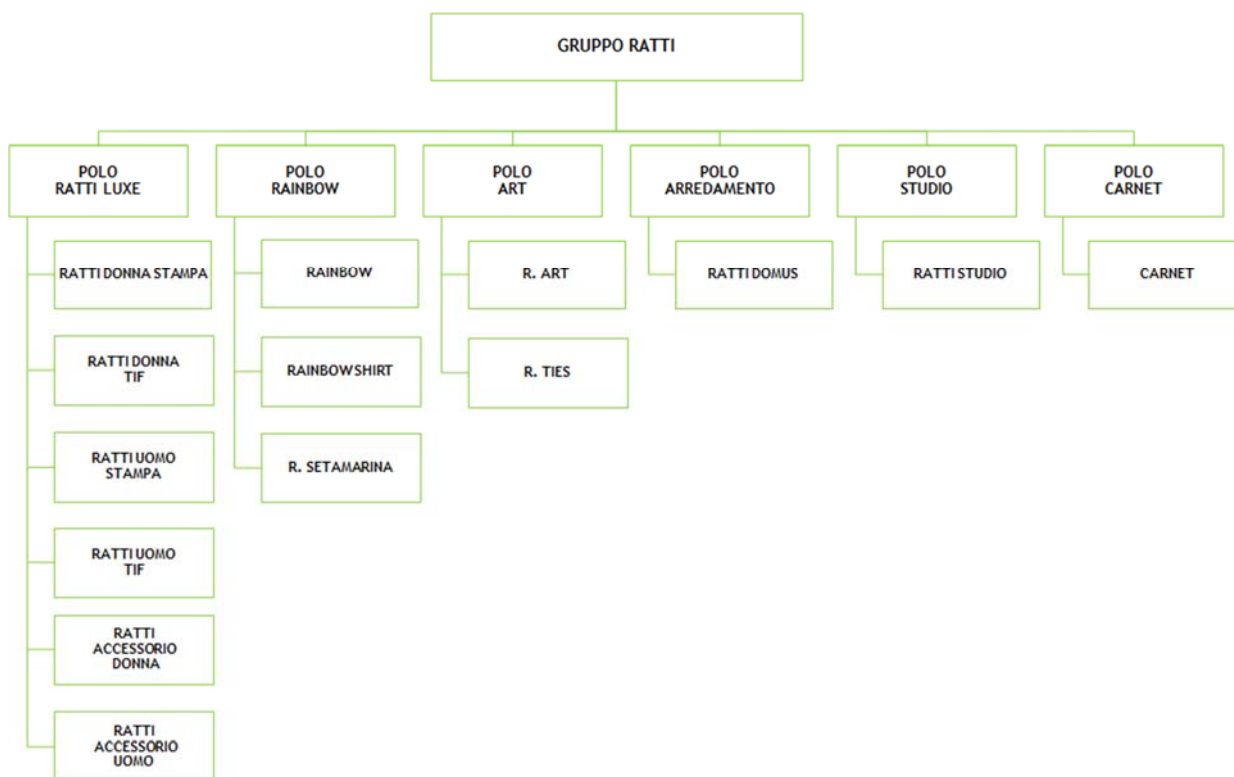 GRUPPO RATTI
POLO
RATTI LUXE
POLO
RAINBOW
POLO
ART
POLO
ARREDAMENTO
POLO
STUDIO
POLO
CARNET
RATTI DONNA STAMPA
RAINBOW
R. ART
RATTI DOMUS
RATTI STUDIO
CARNET
RATTI DONNA
TIF
RAINBOW SHIRT
R. TIES
RATTI UOMO
STAMPA
R. SETAMARINA
RATTI UOMO
TIF
RATTI
ACCESSORIO
DONNA
RATTI
ACCESSORIO
UOMO